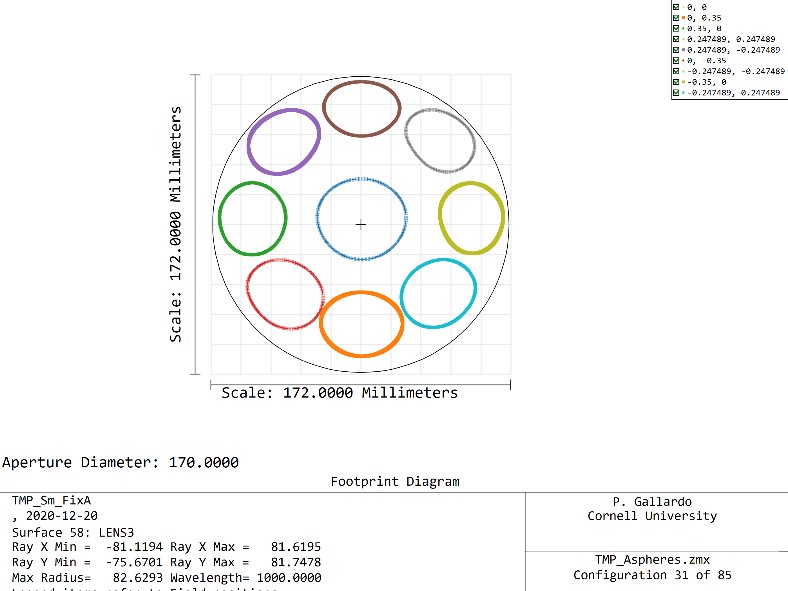 0, 0
0, 0.35
0.35, 0
0.247489, 0.247489
0.247489, -0.247489
0, -0.35
-0.247489, -0.247489
-0.35, 0
-0.247489, 0.247489
Scale: 172.0000 Millimeters
Scale: 172.0000 Millimeters
Aperture Diameter: 170.0000
Footprint Diagram
TMP_Sm_FixA
, 2020-12-20
Surface 58: LENS3
Ray X Min = -81.1194 Ray X Max = 81.6195
Ray Y Min = -75.6701 Ray Y Max = 81.7478
Max Radius= 82.6293 Wavelength= 1000.0000
P. Gallardo
Cornell University
TMP_Aspheres.zmx
Configuration 31 of 85